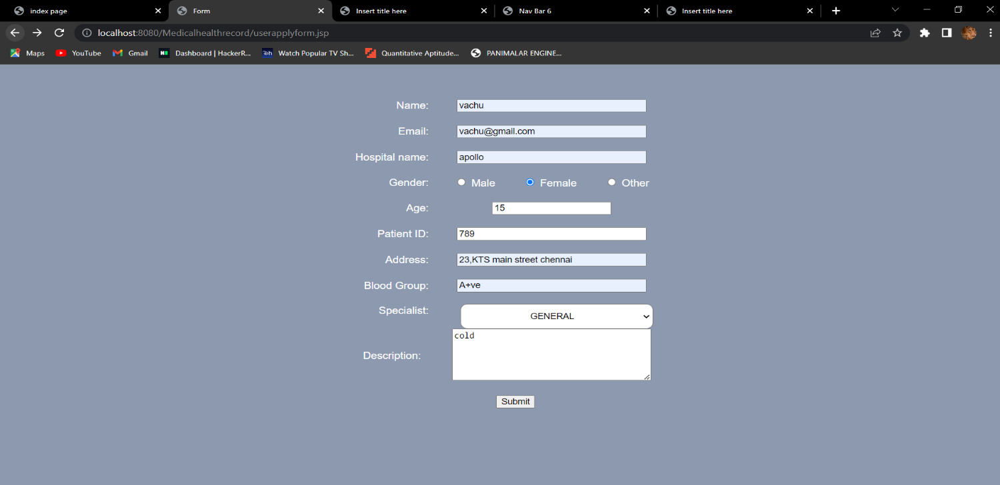 index page Form Insert title here Nav Bar 6 Insert title here
localhost:8080/Medicalhealthrecord/userapplyform.jsp
Maps YouTube Gmail Dashboard | HackerR... Watch Popular TV Sh... Quantitative Aptitude... PANIMALAR ENGINE...
Name: vachu
Email: vachu@gmail.com
Hospital name: apollo
Gender: Male Female Other
Age: 15
Patient ID: 789
Address: 23,KTS main street chennai
Blood Group: A+ve
Specialist: GENERAL
cold
Description:
Submit